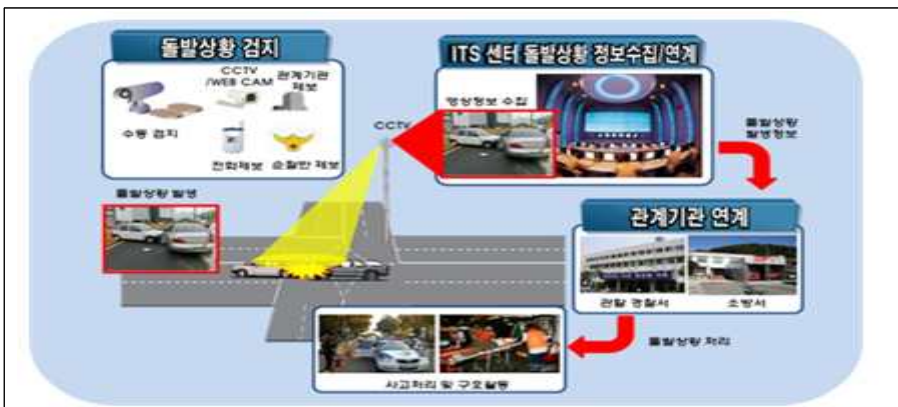 돌발상황 검지
CCTV
/WEB CAM
관계기관
제보
수동 검지
전화제보
순찰반 제보
ITS 센터 돌발상황 정보수집/연계
영상정보 수집
CCTV
돌발상황
발생정보
돌발상황 발생
관계기관 연계
관할 경찰서
소방서
돌발상황 처리
사고처리 및 구호활동